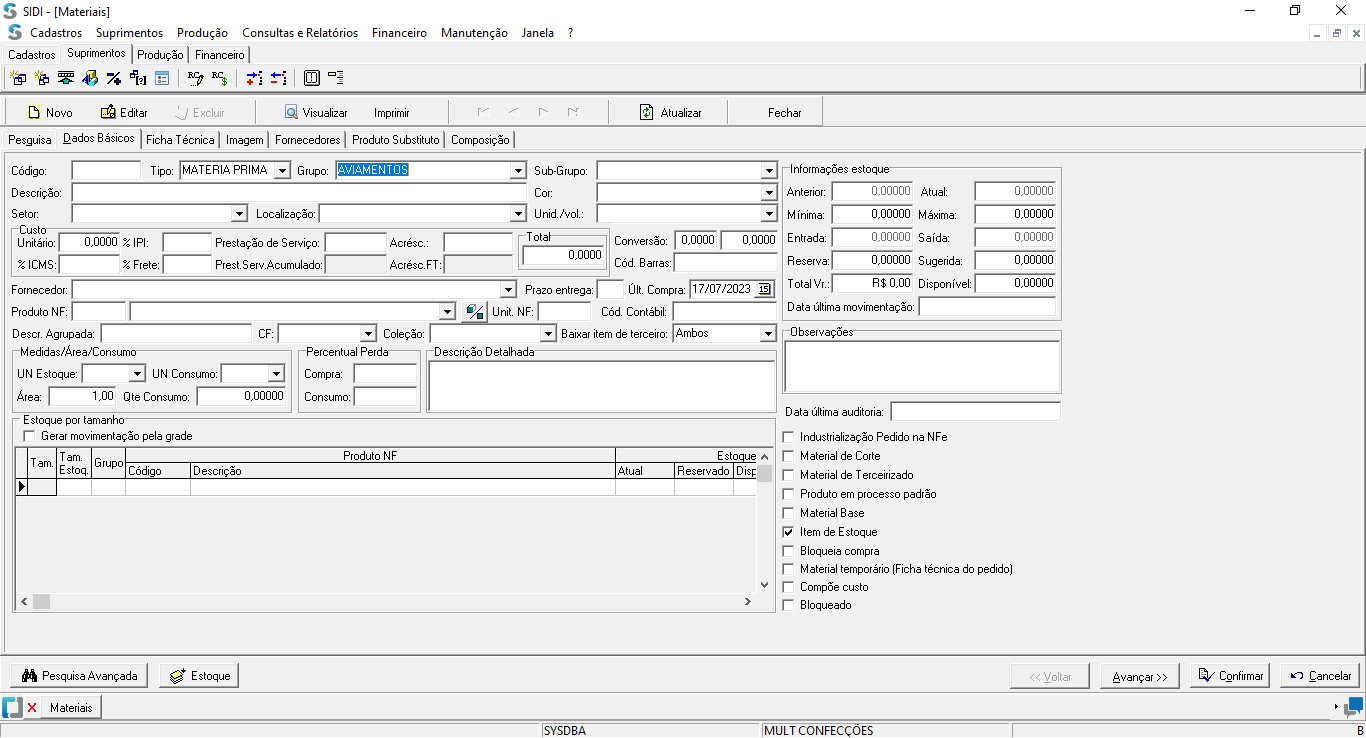 SIDI - [Materiais]
Cadastros Suprimentos Produção Consultas e Relatórios Financeiro Manutenção Janela ?
Cadastros Suprimentos Produção Financeiro
Novo Editar Excluir Visualizar Imprimir Atualizar Fechar
Pesquisa Dados Básicos Ficha Técnica Imagem Fornecedores Produto Substituto Composição
Código: Tipo: MATERIA PRIMA Grupo: AVIAMENTOS Sub-Grupo:
Descrição: Cor:
Setor: Localização: Unid./vol.:
Custo Total
Unitário: 0,0000 % IPI: Prestação de Serviço: Acrésc.: 0,0000 Conversão: 0,0000 0,0000
% ICMS: % Frete: Prest.Serv.Acumulado: Acrésc.FT: Cód. Barras:
Fornecedor: Prazo entrega: Últ. Compra: 17/07/2023 15
Produto NF: Unit. NF: Cód. Contábil:
Descr. Agrupada: CF: Coleção: Baixar item de terceiro: Ambos
Medidas/Área/Consumo
UN Estoque: UN Consumo:
Área: 1,00 Qte Consumo: 0,00000
Percentual Perda
Compra:
Consumo:
Descrição Detalhada
Estoque por tamanho
Gerar movimentação pela grade
Tam. Tam. Estoq. Grupo Produto NF Estoque
Código Descrição Atual Reservado Disp
Informações estoque
Anterior: 0,00000 Atual: 0,00000
Mínima: 0,00000 Máxima: 0,00000
Entrada: 0,00000 Saída: 0,00000
Reserva: 0,00000 Sugerida: 0,00000
Total Vr.: R$ 0,00 Disponível: 0,00000
Data última movimentação:
Observações
Data última auditoria:
Industrialização Pedido na NFe
Material de Corte
Material de Terceirizado
Produto em processo padrão
Material Base
Item de Estoque
Bloqueia compra
Material temporário (Ficha técnica do pedido)
Compõe custo
Bloqueado
Pesquisa Avançada Estoque << Voltar Avançar >> Confirmar Cancelar
Materiais
SYSDBA MULT CONFECÇÕES B